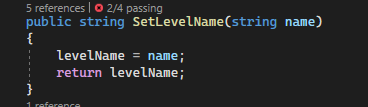 5 references | 2/4 passing
public string SetLevelName(string name)
{
    levelName = name;
    return levelName;
}
1 reference